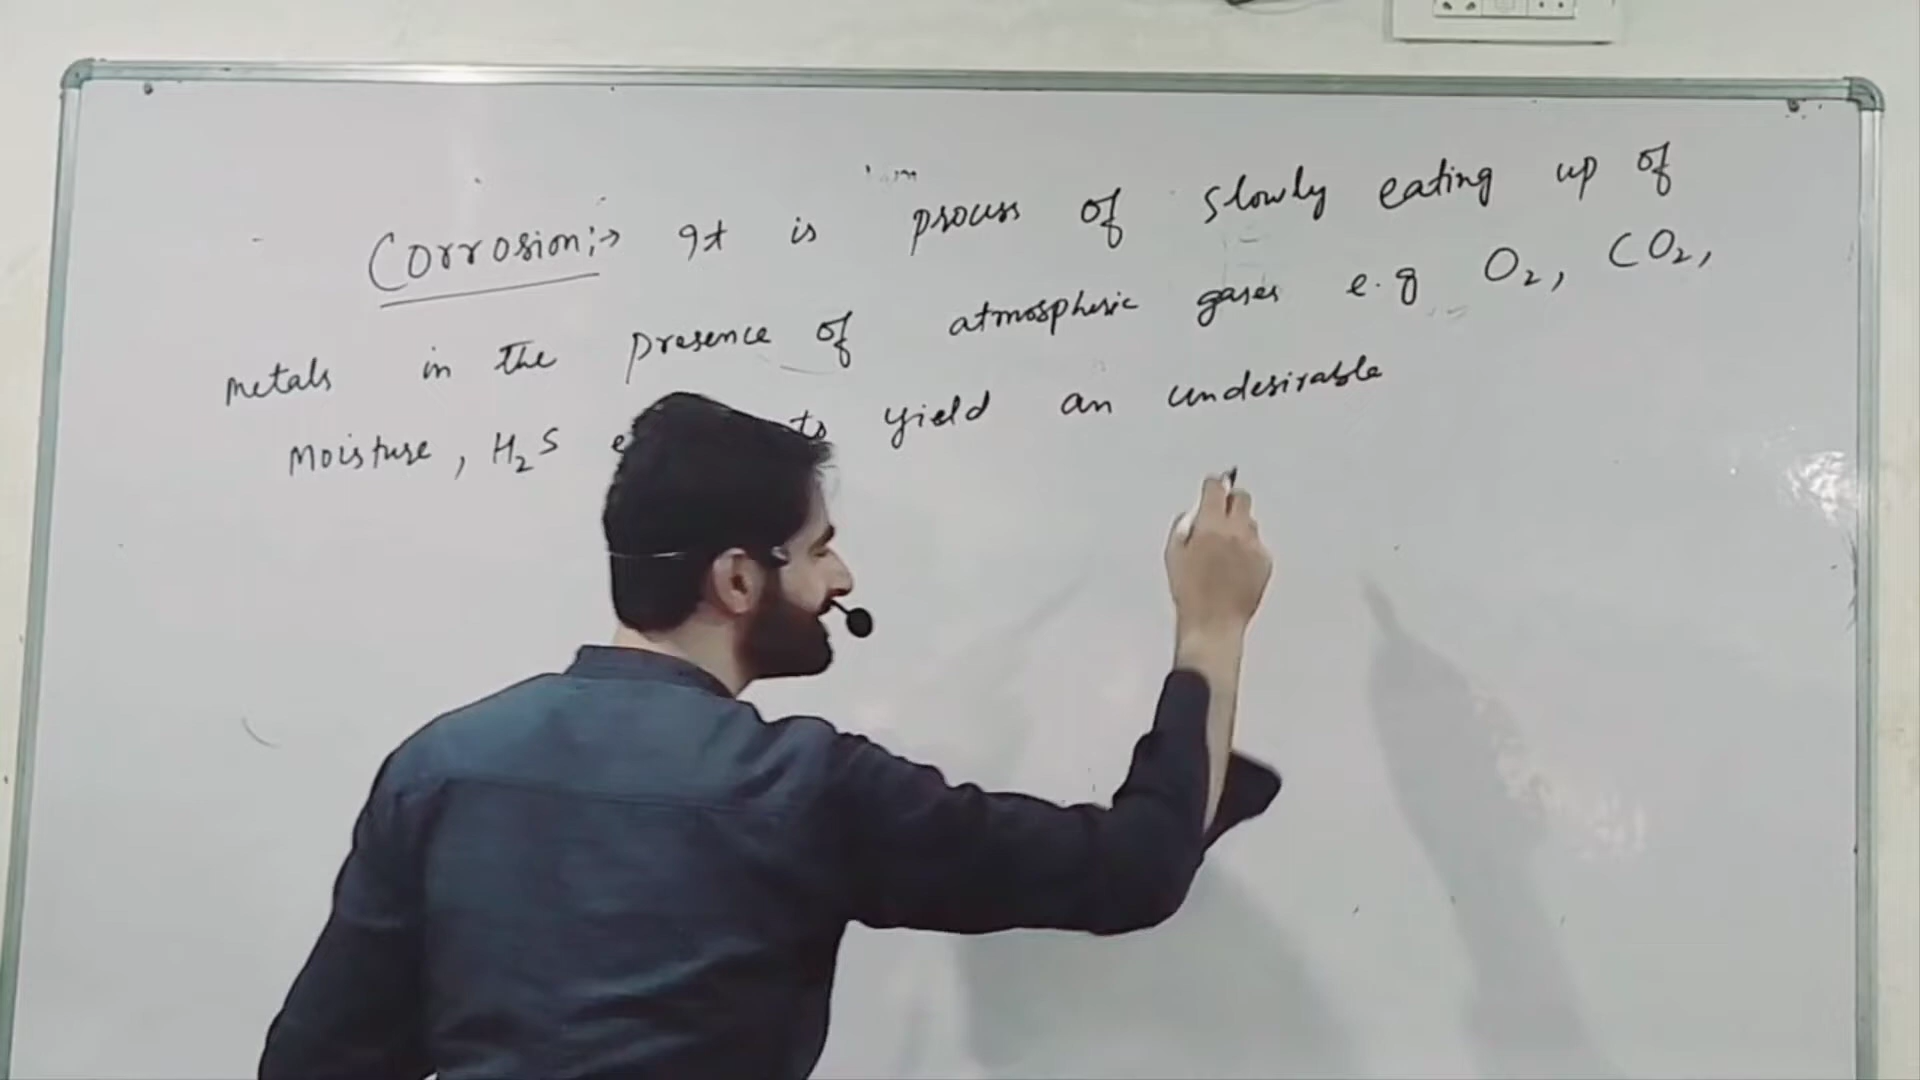 Corrosion:→ It is process of slowly eating up of
metals in the presence of atmospheric gases e.g O₂, CO₂,
Moisture, H₂S to yield an undesirable